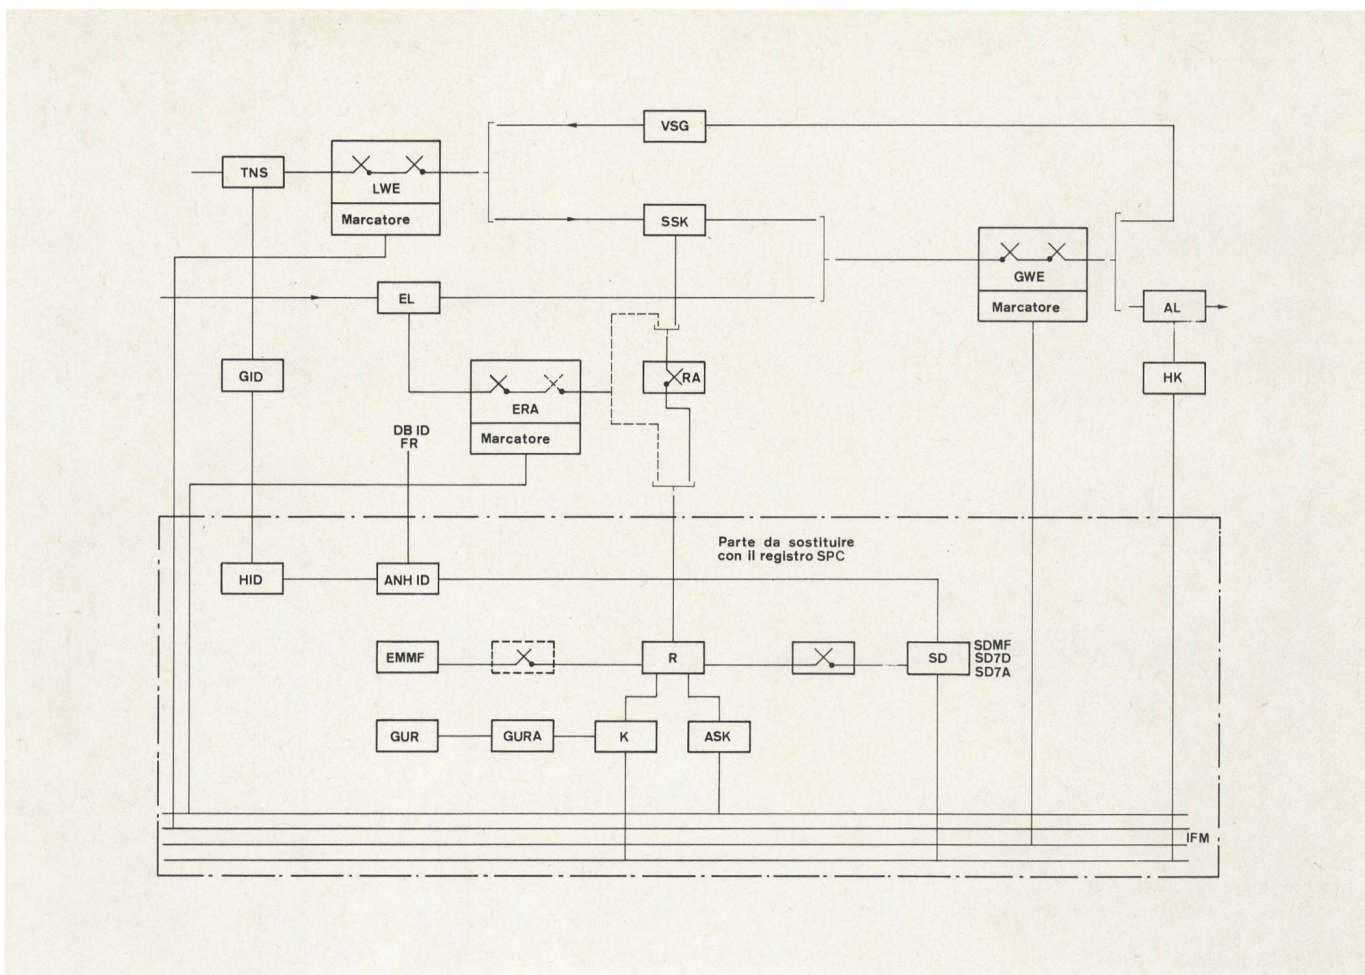 VSG
TNS
LWE
Marcatore
SSK
GWE
Marcatore
EL
AL
GID
RA
HK
ERA
Marcatore
DB ID
FR
Parte da sostituire
con il registro SPC
HID
ANH ID
EMMF
R
SD
SDMF
SD7D
SD7A
GUR
GURA
K
ASK
IFM